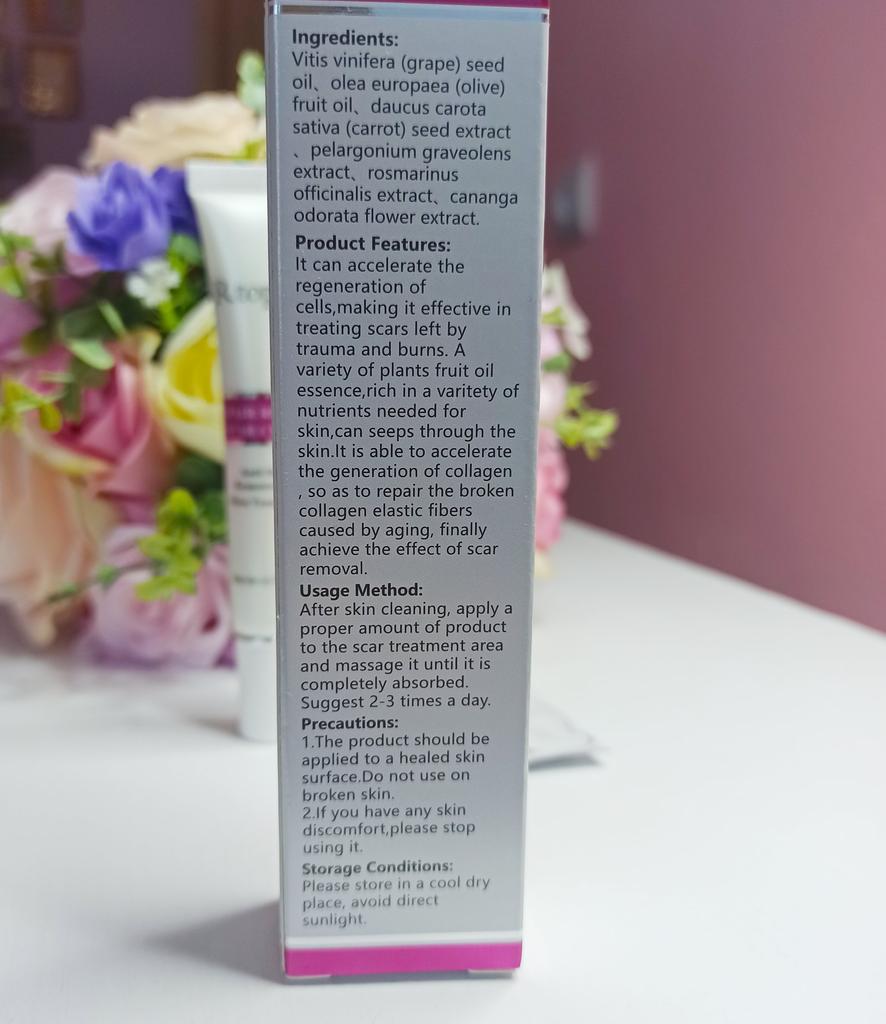 Ingredients:
Vitis vinifera (grape) seed
oil、olea europaea (olive)
fruit oil、daucus carota
sativa (carrot) seed extract
、pelargonium graveolens
extract、rosmarinus
officinalis extract、cananga
odorata flower extract.
Product Features:
It can accelerate the
regeneration of
cells,making it effective in
treating scars left by
trauma and burns. A
variety of plants fruit oil
essence,rich in a varitety of
nutrients needed for
skin,can seeps through the
skin.It is able to accelerate
the generation of collagen
, so as to repair the broken
collagen elastic fibers
caused by aging, finally
achieve the effect of scar
removal.
Usage Method:
After skin cleaning, apply a
proper amount of product
to the scar treatment area
and massage it until it is
completely absorbed.
Suggest 2-3 times a day.
Precautions:
1.The product should be
applied to a healed skin
surface.Do not use on
broken skin.
2.If you have any skin
discomfort,please stop
using it.
Storage Conditions:
Please store in a cool dry
place, avoid direct
sunlight.